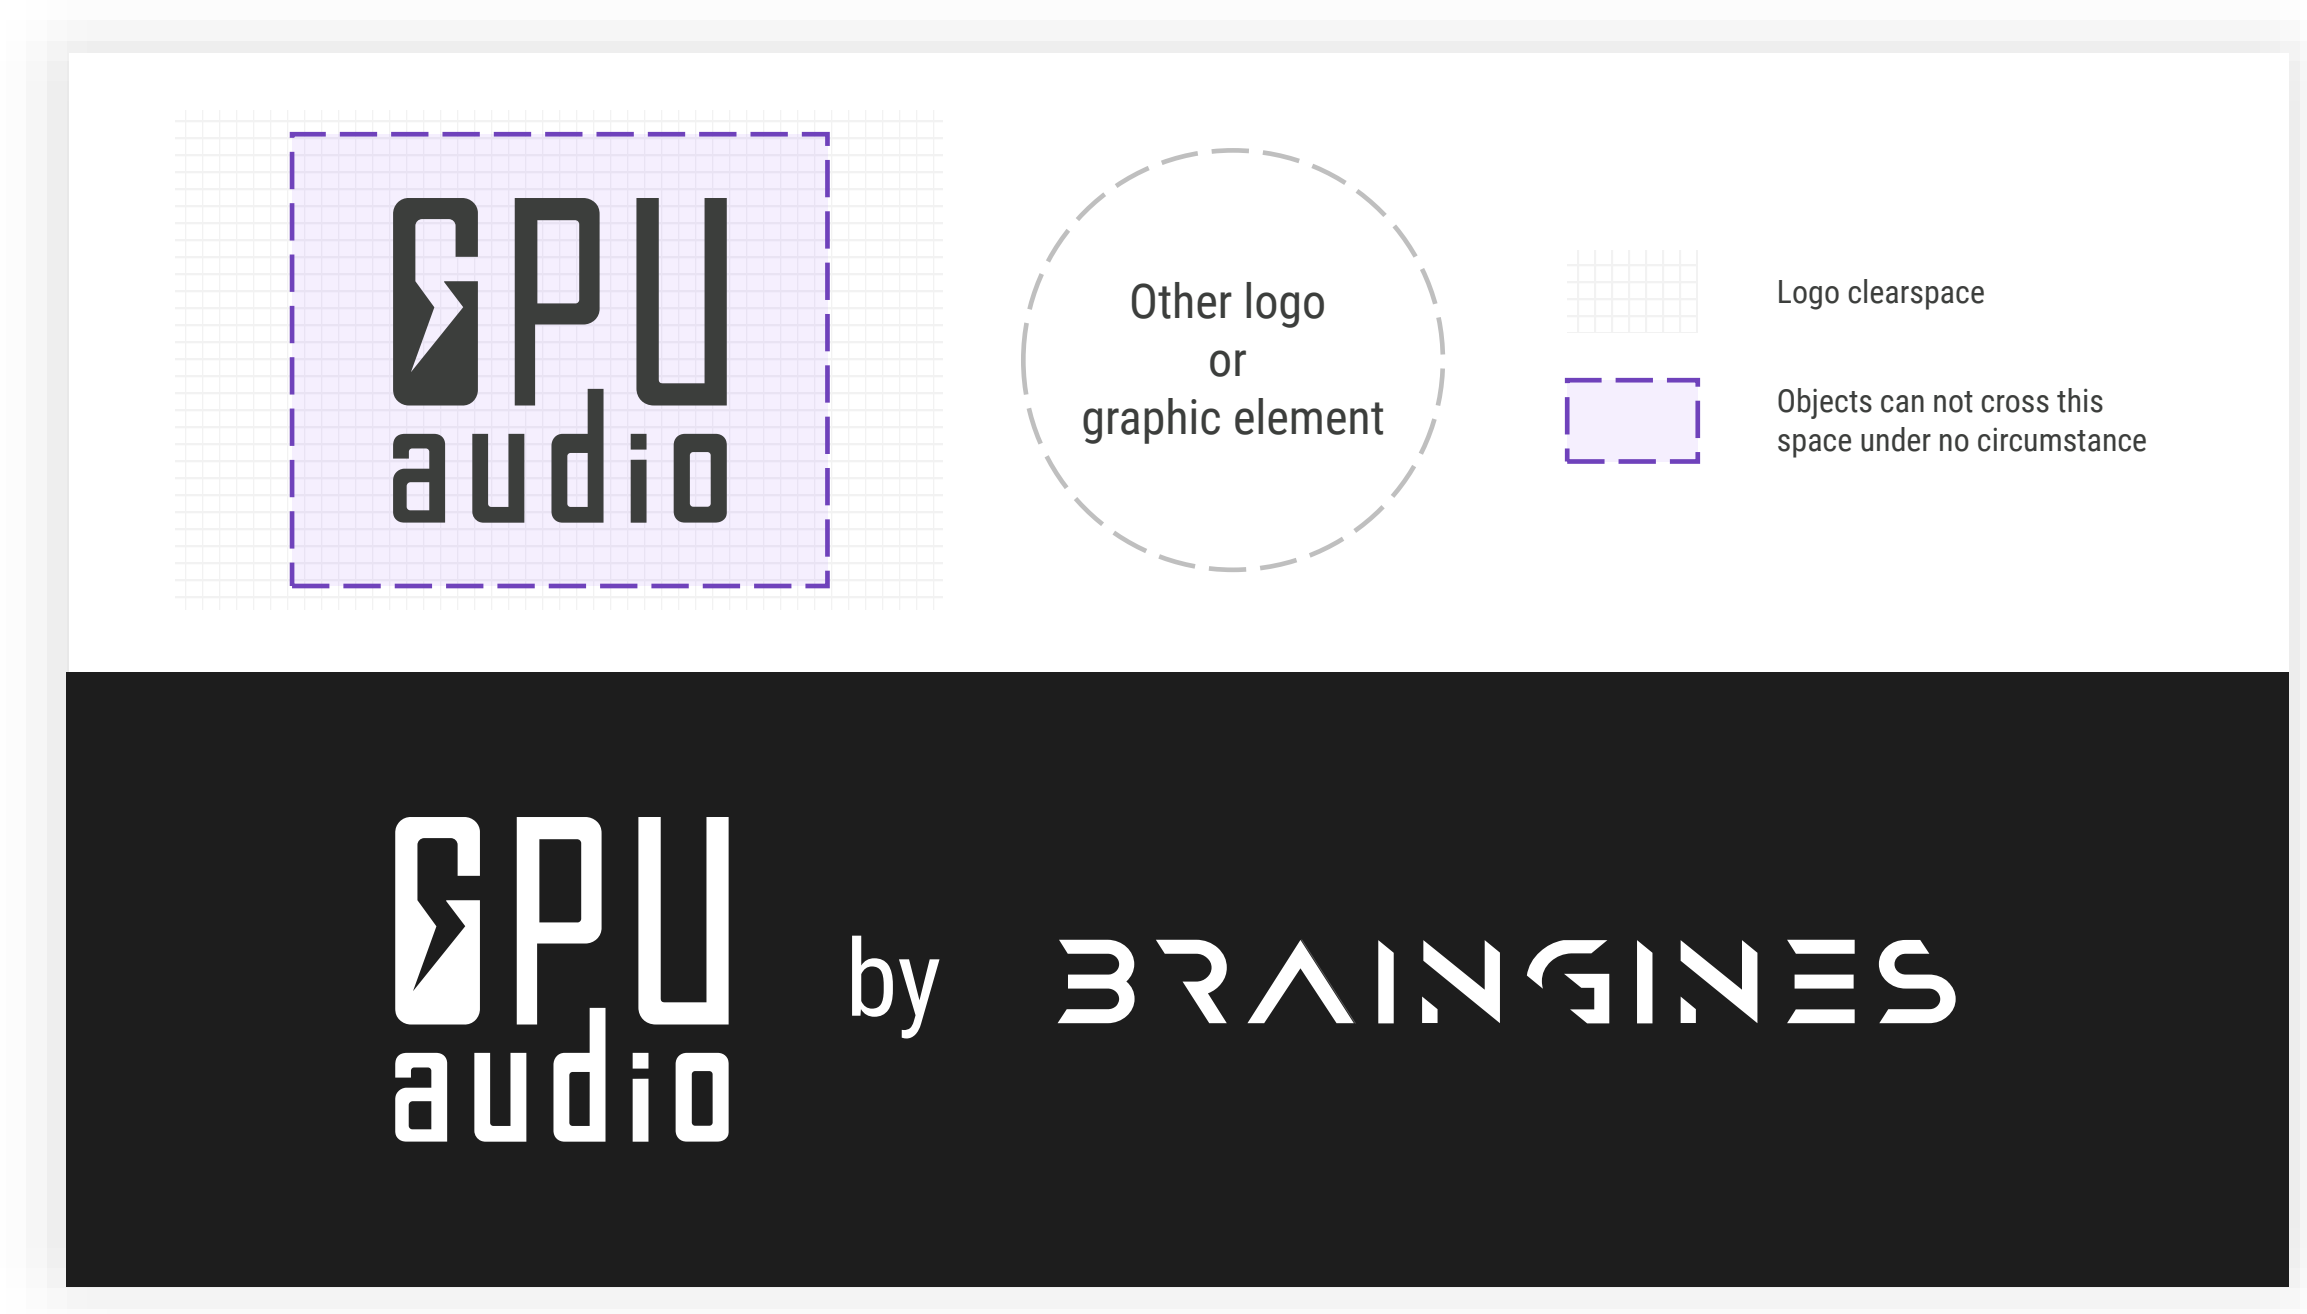 GPU
audio
Other logo
or
graphic element
Logo clearspace
Objects can not cross this
space under no circumstance
GPU
audio
by
BRAINGINES